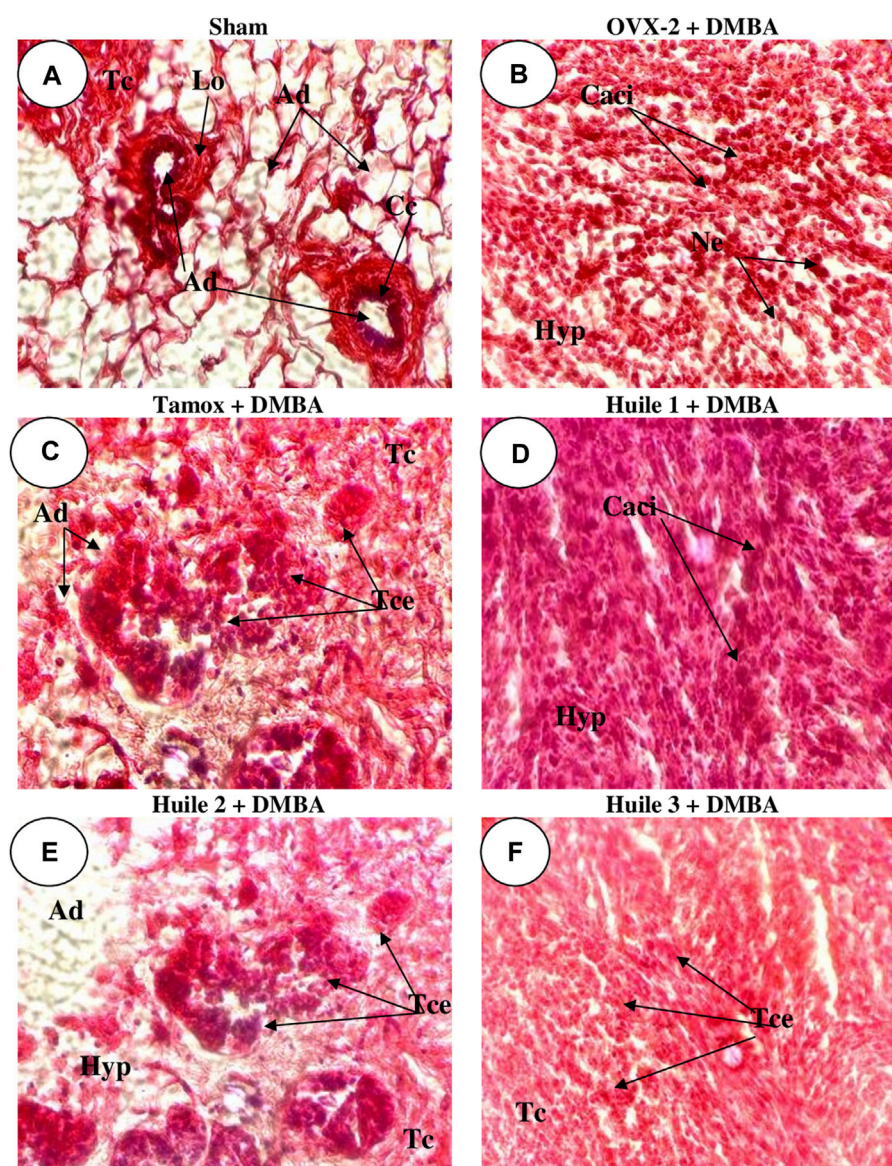 Sham
OVX-2 + DMBA
A
Tc
Lo
Ad
Cc
Ad
B
Caci
Ne
Hyp
Tamox + DMBA
Huile 1 + DMBA
C
Tc
Ad
Tce
D
Caci
Hyp
Huile 2 + DMBA
Huile 3 + DMBA
E
Ad
Tce
Hyp
Tc
F
Tce
Tc